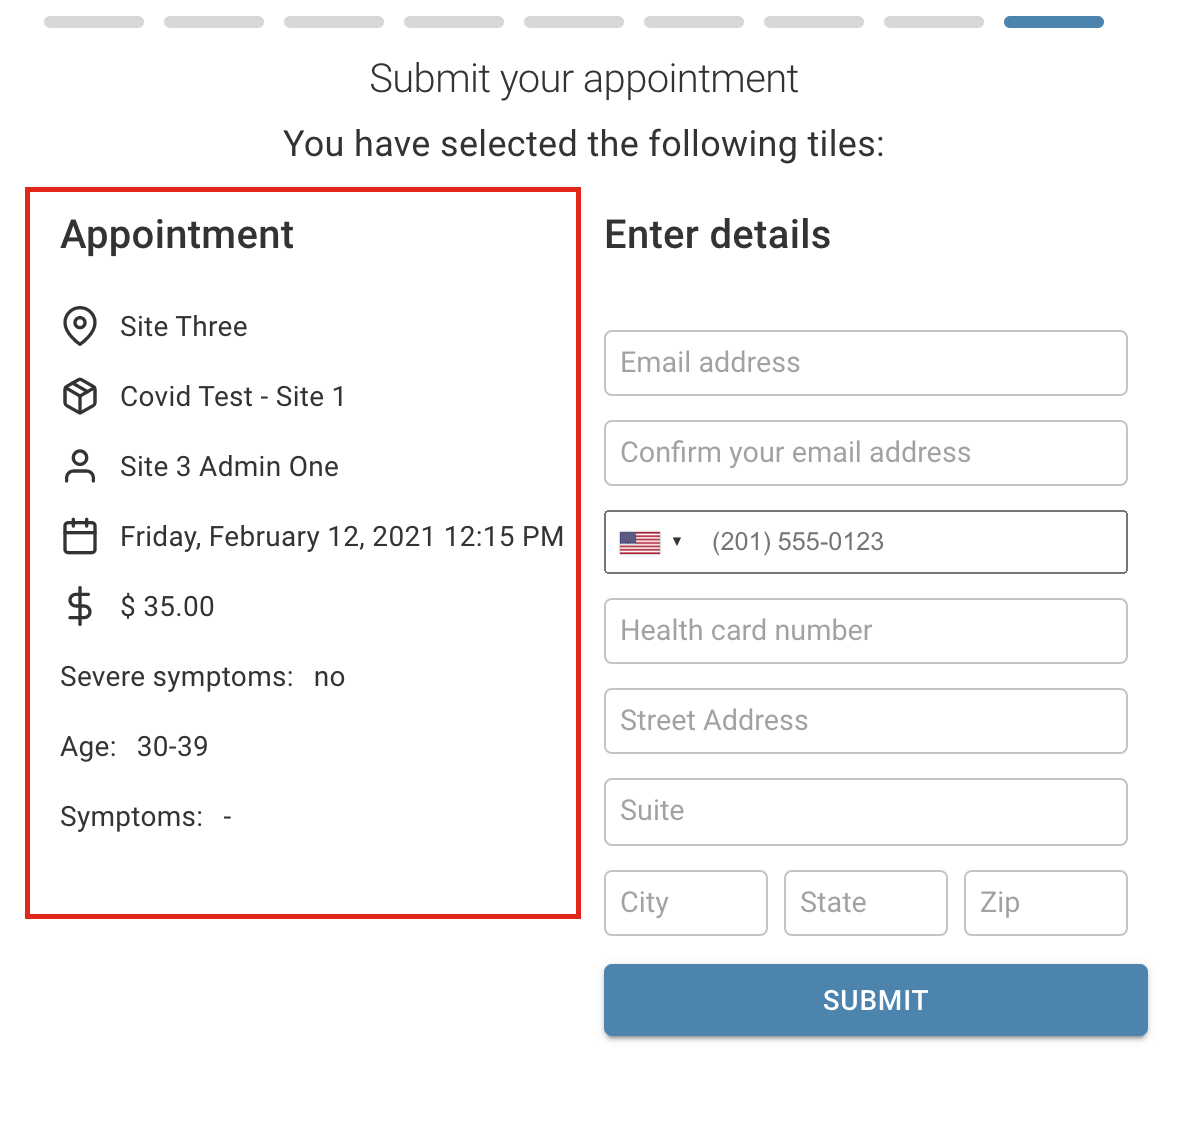 Submit your appointment
You have selected the following tiles:
Appointment
Site Three
Covid Test - Site 1
Site 3 Admin One
Friday, February 12, 2021 12:15 PM
$ 35.00
Severe symptoms: no
Age: 30-39
Symptoms: -
Enter details
Email address
Confirm your email address
(201) 555-0123
Health card number
Street Address
Suite
City State Zip
SUBMIT